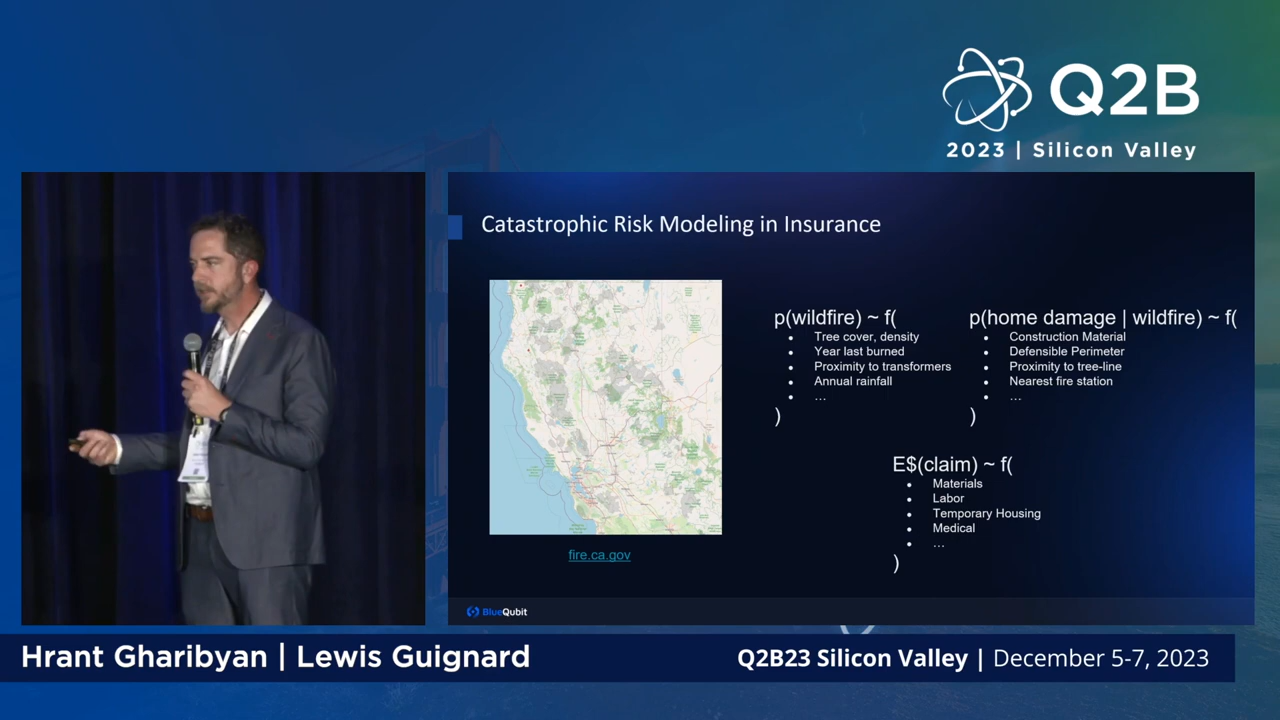 Q2B
2023 | Silicon Valley
Catastrophic Risk Modeling in Insurance
p(wildfire) ~ f(
• Tree cover, density
• Year last burned
• Proximity to transformers
• Annual rainfall
• ...
)
p(home damage | wildfire) ~ f(
• Construction Material
• Defensible Perimeter
• Proximity to tree-line
• Nearest fire station
• ...
)
E$(claim) ~ f(
• Materials
• Labor
• Temporary Housing
• Medical
• ...
)
fire.ca.gov
BlueQubit
Hrant Gharibyan | Lewis Guignard
Q2B23 Silicon Valley | December 5-7, 2023